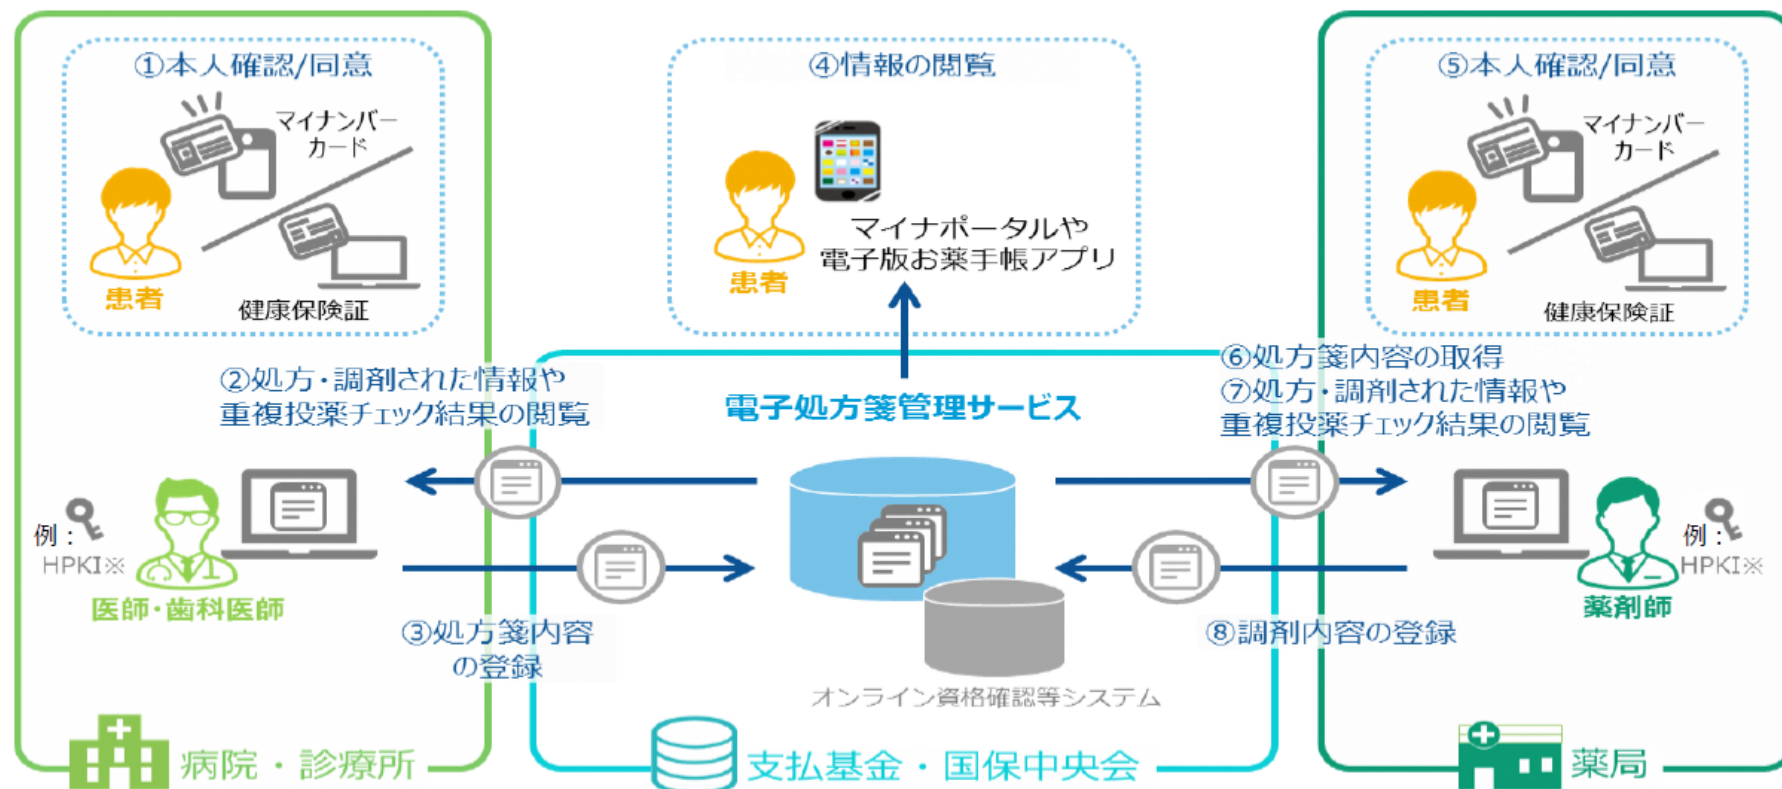 ①本人確認/同意
マイナンバー
カード
患者
健康保険証
②処方・調剤された情報や
重複投薬チェック結果の閲覧
例：
HPKI※
医師・歯科医師
③処方箋内容
の登録
病院・診療所
④情報の閲覧
患者
マイナポータルや
電子版お薬手帳アプリ
電子処方箋管理サービス
オンライン資格確認等システム
支払基金・国保中央会
⑤本人確認/同意
マイナンバー
カード
患者
健康保険証
⑥処方箋内容の取得
⑦処方・調剤された情報や
重複投薬チェック結果の閲覧
例：
HPKI※
薬剤師
⑧調剤内容の登録
薬局